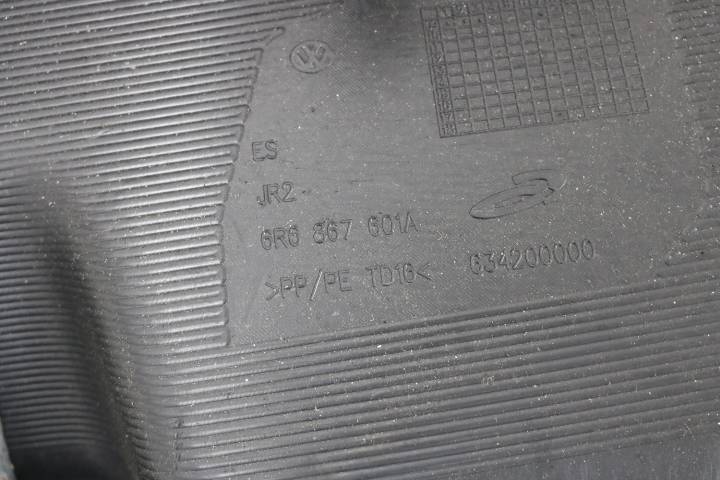 ES
JR2
6R6 867 601A
>PP/PE TD16< 634200000